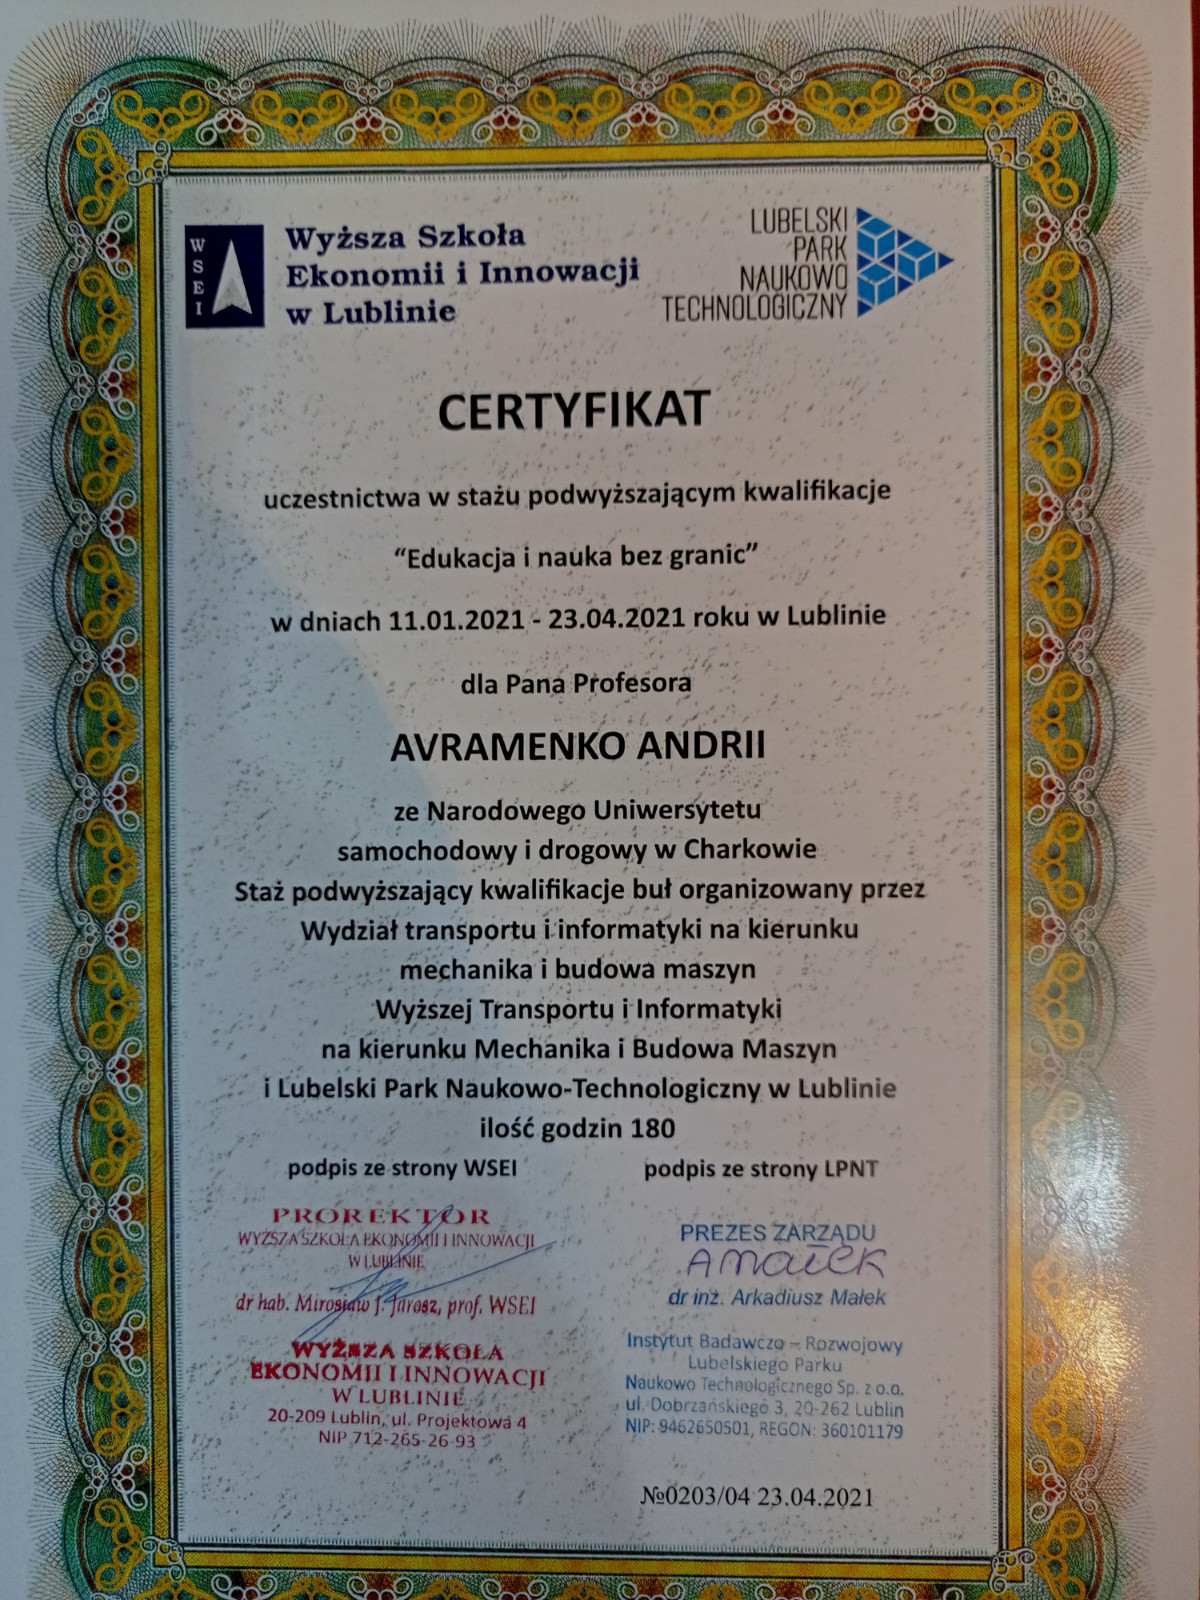 WSEI
Wyższa Szkoła
Ekonomii i Innowacji
w Lublinie
LUBELSKI
PARK
NAUKOWO
TECHNOLOGICZNY
CERTYFIKAT
uczestnictwa w stażu podwyższającym kwalifikacje
“Edukacja i nauka bez granic”
w dniach 11.01.2021 - 23.04.2021 roku w Lublinie
dla Pana Profesora
AVRAMENKO ANDRII
ze Narodowego Uniwersytetu
samochodowy i drogowy w Charkowie
Staż podwyższający kwalifikacje buł organizowany przez
Wydział transportu i informatyki na kierunku
mechanika i budowa maszyn
Wyższej Transportu i Informatyki
na kierunku Mechanika i Budowa Maszyn
i Lubelski Park Naukowo-Technologiczny w Lublinie
ilość godzin 180
podpis ze strony WSEI
podpis ze strony LPNT
PROREKTOR
WYŻSZA SZKOŁA EKONOMII I INNOWACJI
W LUBLINIE
dr hab. Mirosław J. Jarosz, prof. WSEI
WYŻSZA SZKOŁA
EKONOMII I INNOWACJI
W LUBLINIE
20-209 Lublin, ul. Projektowa 4
NIP 712-265-26-93
PREZES ZARZĄDU
AMałek
dr inż. Arkadiusz Małek
Instytut Badawczo – Rozwojowy
Lubelskiego Parku
Naukowo Technologicznego Sp. z o.o.
ul. Dobrzańskiego 3, 20-262 Lublin
NIP: 9462650501, REGON: 360101179
№0203/04 23.04.2021